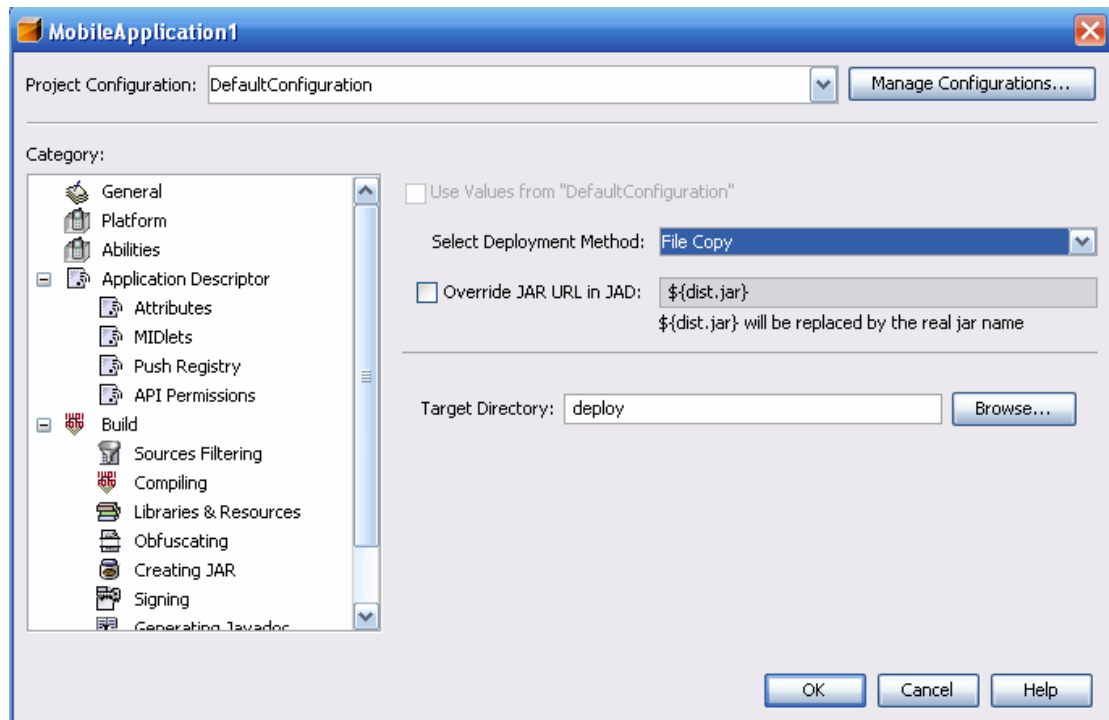 MobileApplication1
Project Configuration: DefaultConfiguration Manage Configurations...
Category:
General
Platform
Abilities
Application Descriptor
Attributes
MIDlets
Push Registry
API Permissions
Build
Sources Filtering
Compiling
Libraries & Resources
Obfuscating
Creating JAR
Signing
Generating Javadoc
Use Values from "DefaultConfiguration"
Select Deployment Method: File Copy
Override JAR URL in JAD: ${dist.jar}
${dist.jar} will be replaced by the real jar name
Target Directory: deploy Browse...
OK Cancel Help